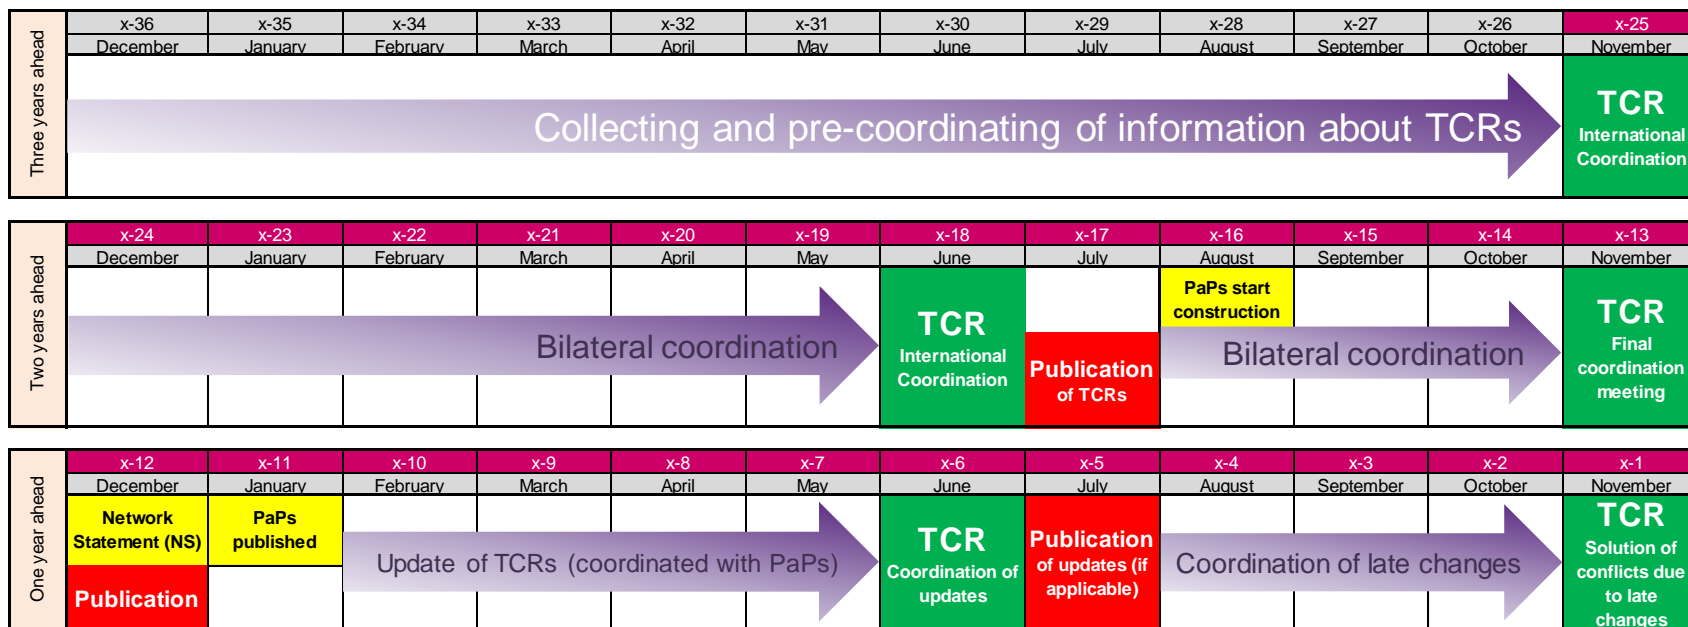 Three years ahead
x-36 x-35 x-34 x-33 x-32 x-31 x-30 x-29 x-28 x-27 x-26 x-25
December January February March April May June July August September October November
Collecting and pre-coordinating of information about TCRs
TCR
International
Coordination
Two years ahead
x-24 x-23 x-22 x-21 x-20 x-19 x-18 x-17 x-16 x-15 x-14 x-13
December January February March April May June July August September October November
Bilateral coordination
TCR
International
Coordination
Publication
of TCRs
PaPs start
construction
Bilateral coordination
TCR
Final
coordination
meeting
One year ahead
x-12 x-11 x-10 x-9 x-8 x-7 x-6 x-5 x-4 x-3 x-2 x-1
December January February March April May June July August September October November
Network
Statement (NS)
Publication
PaPs
published
Update of TCRs (coordinated with PaPs)
TCR
Coordination of
updates
Publication
of updates (if
applicable)
Coordination of late changes
TCR
Solution of
conflicts due
to late
changes